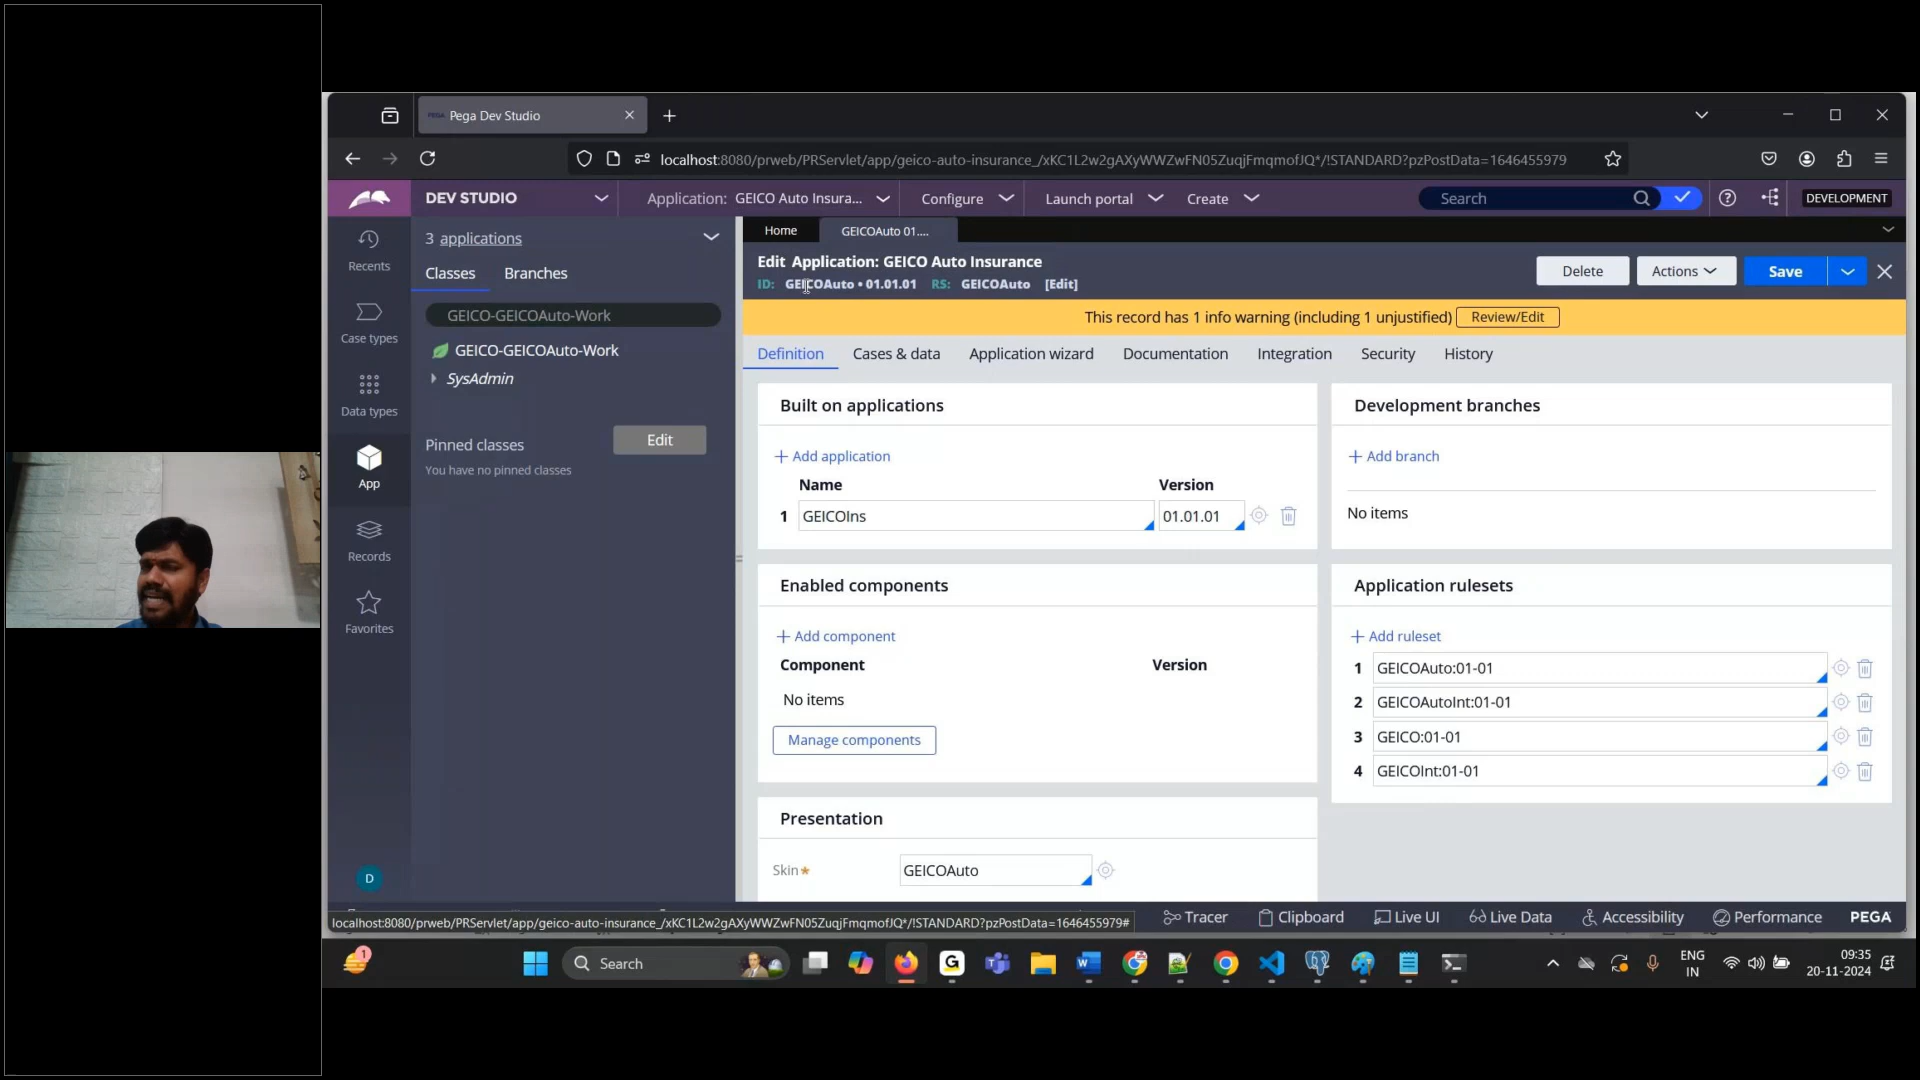 Pega Dev Studio
localhost:8080/prweb/PRServlet/app/geico-auto-insurance_/xKC1L2w2gAXyWWZwFN05ZuqjFmqmofJQ*/!STANDARD?pzPostData=1646455979
DEV STUDIO
Application: GEICO Auto Insura...
Configure
Launch portal
Create
Search
DEVELOPMENT
Recents
Case types
Data types
App
Records
Favorites
D
3 applications
Classes Branches
GEICO-GEICOAuto-Work
GEICO-GEICOAuto-Work
SysAdmin
Pinned classes
Edit
You have no pinned classes
Home
GEICOAuto 01....
Edit Application: GEICO Auto Insurance
ID: GEICOAuto • 01.01.01 RS: GEICOAuto [Edit]
Delete
Actions
Save
This record has 1 info warning (including 1 unjustified) Review/Edit
Definition Cases & data Application wizard Documentation Integration Security History
Built on applications
+ Add application
Name Version
1 GEICOIns 01.01.01
Development branches
+ Add branch
No items
Enabled components
+ Add component
Component Version
No items
Manage components
Application rulesets
+ Add ruleset
1 GEICOAuto:01-01
2 GEICOAutoInt:01-01
3 GEICO:01-01
4 GEICOInt:01-01
Presentation
Skin* GEICOAuto
localhost:8080/prweb/PRServlet/app/geico-auto-insurance_/xKC1L2w2gAXyWWZwFN05ZuqjFmqmofJQ*/!STANDARD?pzPostData=1646455979#
Tracer Clipboard Live UI Live Data Accessibility Performance PEGA
1
Search
ENG
IN
09:35
20-11-2024